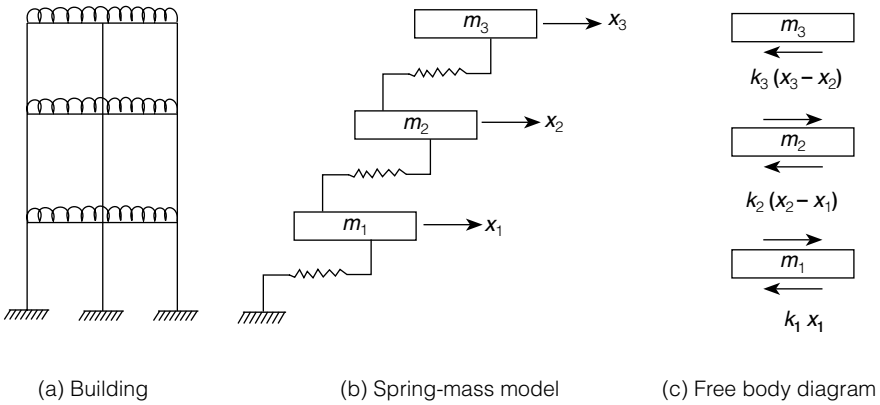 m₃
x₃
m₂
x₂
m₁
x₁
m₃
k₃ (x₃ – x₂)
m₂
k₂ (x₂ – x₁)
m₁
k₁ x₁
(a) Building
(b) Spring-mass model
(c) Free body diagram